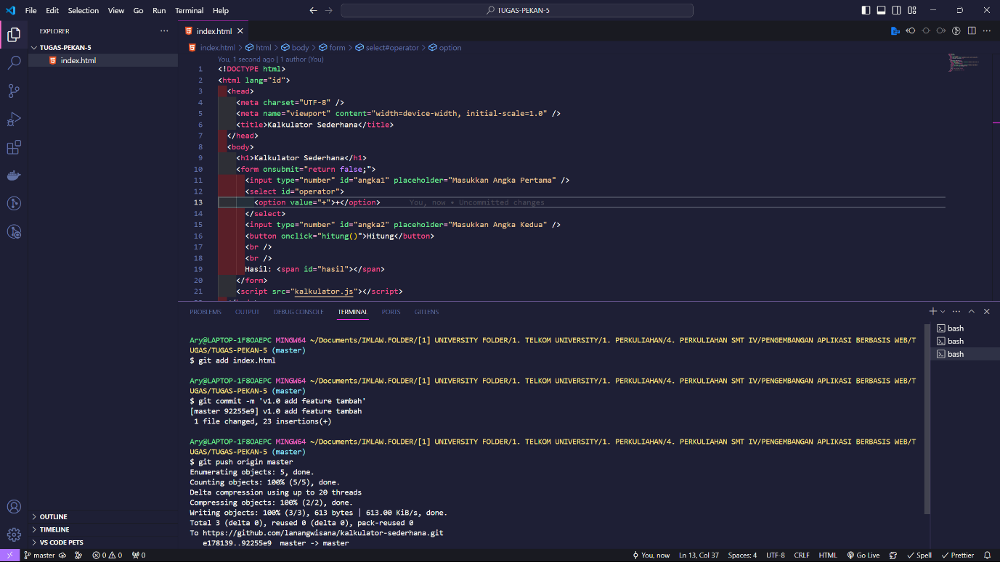 File Edit Selection View Go Run Terminal Help
TUGAS-PEKAN-5
EXPLORER
TUGAS-PEKAN-5
index.html
OUTLINE
TIMELINE
VS CODE PETS
index.html
index.html > html > body > form > select#operator > option
You, 1 second ago | 1 author (You)
1 <!DOCTYPE html>
2 <html lang="id">
3 <head>
4 <meta charset="UTF-8" />
5 <meta name="viewport" content="width=device-width, initial-scale=1.0" />
6 <title>Kalkulator Sederhana</title>
7 </head>
8 <body>
9 <h1>Kalkulator Sederhana</h1>
10 <form onsubmit="return false;">
11 <input type="number" id="angka1" placeholder="Masukkan Angka Pertama" />
12 <select id="operator">
13 <option value="+">+</option> You, now • Uncommitted changes
14 </select>
15 <input type="number" id="angka2" placeholder="Masukkan Angka Kedua" />
16 <button onclick="hitung()">Hitung</button>
17 <br />
18 <br />
19 Hasil: <span id="hasil"></span>
20 </form>
21 <script src="kalkulator.js"></script>
PROBLEMS OUTPUT DEBUG CONSOLE TERMINAL PORTS GITLENS
Ary@LAPTOP-1F8OAEPC MINGW64 ~/Documents/IMLAW.FOLDER/[1] UNIVERSITY FOLDER/1. TELKOM UNIVERSITY/1. PERKULIAHAN/4. PERKULIAHAN SMT IV/PENGEMBANGAN APLIKASI BERBASIS WEB/T
UGAS/TUGAS-PEKAN-5 (master)
$ git add index.html
Ary@LAPTOP-1F8OAEPC MINGW64 ~/Documents/IMLAW.FOLDER/[1] UNIVERSITY FOLDER/1. TELKOM UNIVERSITY/1. PERKULIAHAN/4. PERKULIAHAN SMT IV/PENGEMBANGAN APLIKASI BERBASIS WEB/T
UGAS/TUGAS-PEKAN-5 (master)
$ git commit -m 'v1.0 add feature tambah'
[master 92255e9] v1.0 add feature tambah
1 file changed, 23 insertions(+)
Ary@LAPTOP-1F8OAEPC MINGW64 ~/Documents/IMLAW.FOLDER/[1] UNIVERSITY FOLDER/1. TELKOM UNIVERSITY/1. PERKULIAHAN/4. PERKULIAHAN SMT IV/PENGEMBANGAN APLIKASI BERBASIS WEB/T
UGAS/TUGAS-PEKAN-5 (master)
$ git push origin master
Enumerating objects: 5, done.
Counting objects: 100% (5/5), done.
Delta compression using up to 20 threads
Compressing objects: 100% (2/2), done.
Writing objects: 100% (3/3), 613 bytes | 613.00 KiB/s, done.
Total 3 (delta 0), reused 0 (delta 0), pack-reused 0
To https://github.com/lanangwisana/kalkulator-sederhana.git
e178139..92255e9 master -> master
bash
bash
bash
master 0 0 0 You, now Ln 13, Col 37 Spaces: 4 UTF-8 CRLF HTML Go Live Spell Prettier